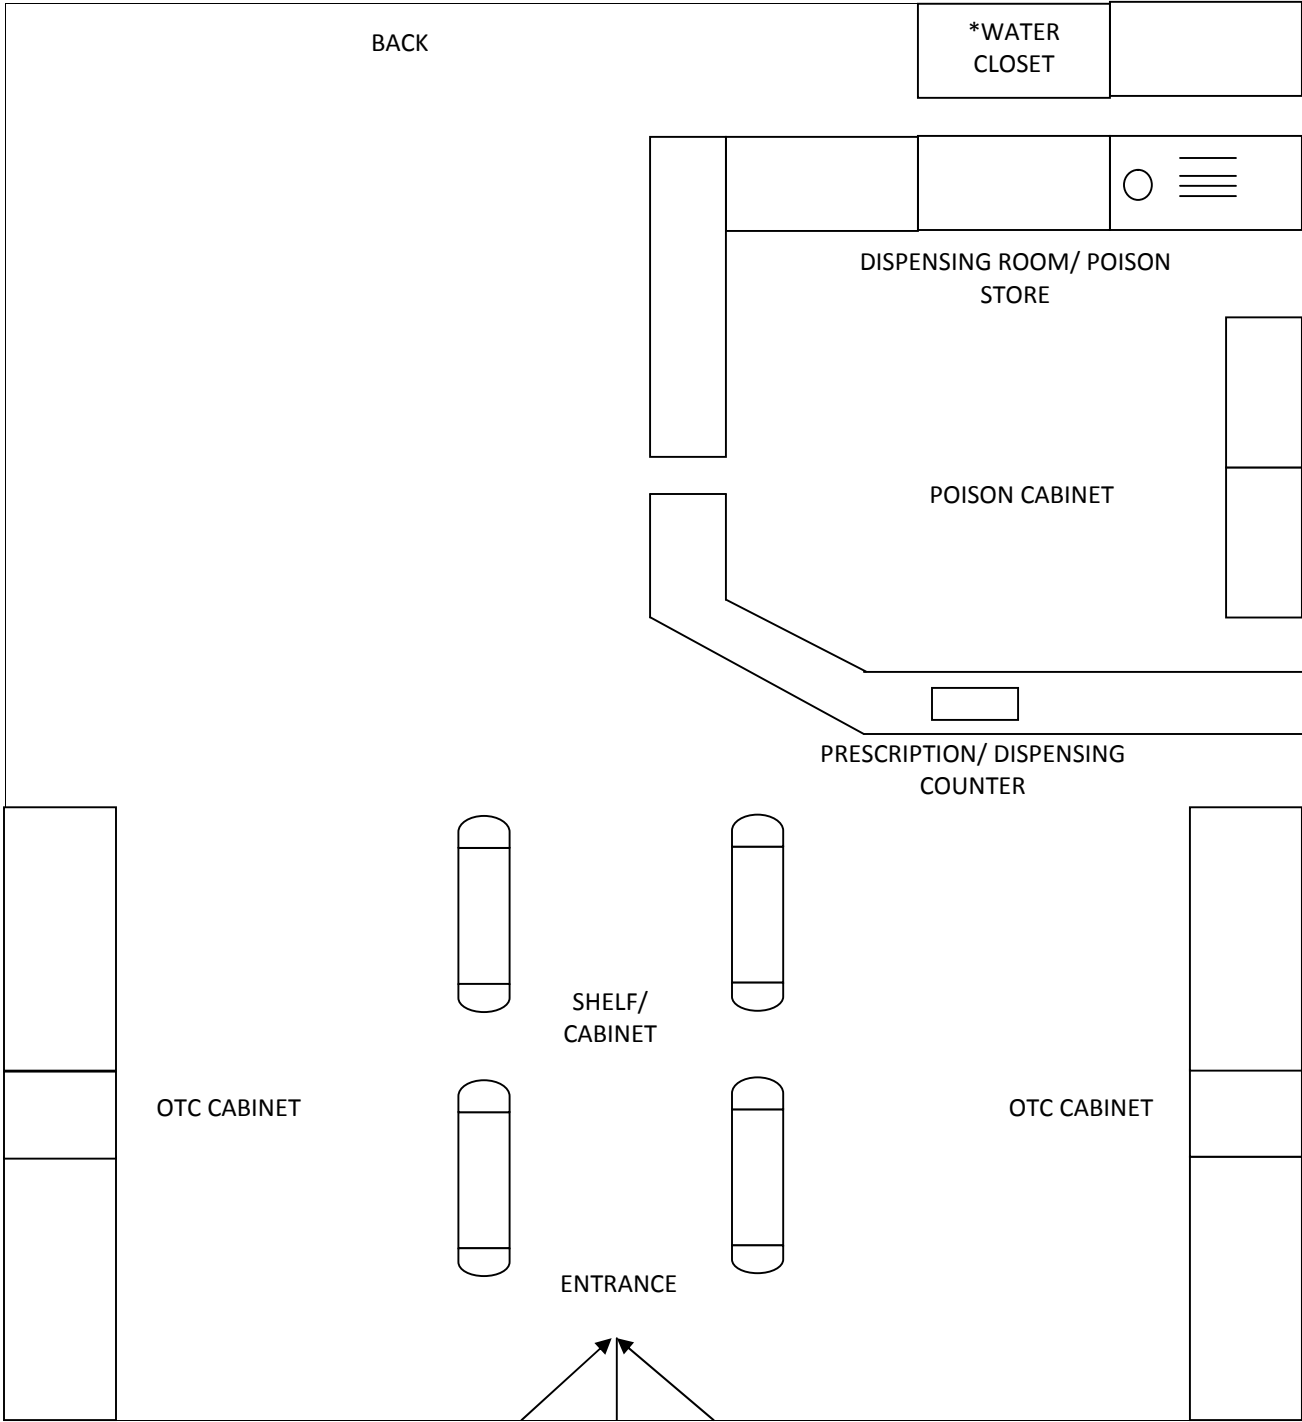 BACK
*WATER
CLOSET
DISPENSING ROOM/ POISON
STORE
POISON CABINET
PRESCRIPTION/ DISPENSING
COUNTER
SHELF/
CABINET
OTC CABINET
OTC CABINET
ENTRANCE